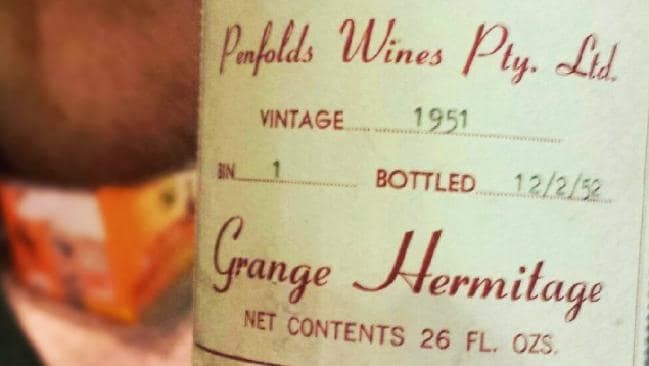 Penfolds Wines Pty. Ltd.
VINTAGE 1951
BIN 1 BOTTLED 12/2/52
Grange Hermitage
NET CONTENTS 26 FL. OZS.